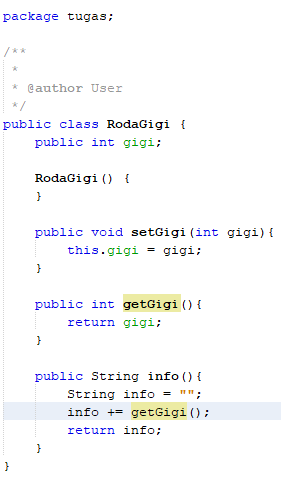 package tugas;
/**
 *
 * @author User
 */
public class RodaGigi {
    public int gigi;
    RodaGigi() {
    }
    public void setGigi(int gigi){
        this.gigi = gigi;
    }
    public int getGigi(){
        return gigi;
    }
    public String info(){
        String info = "";
        info += getGigi();
        return info;
    }
}